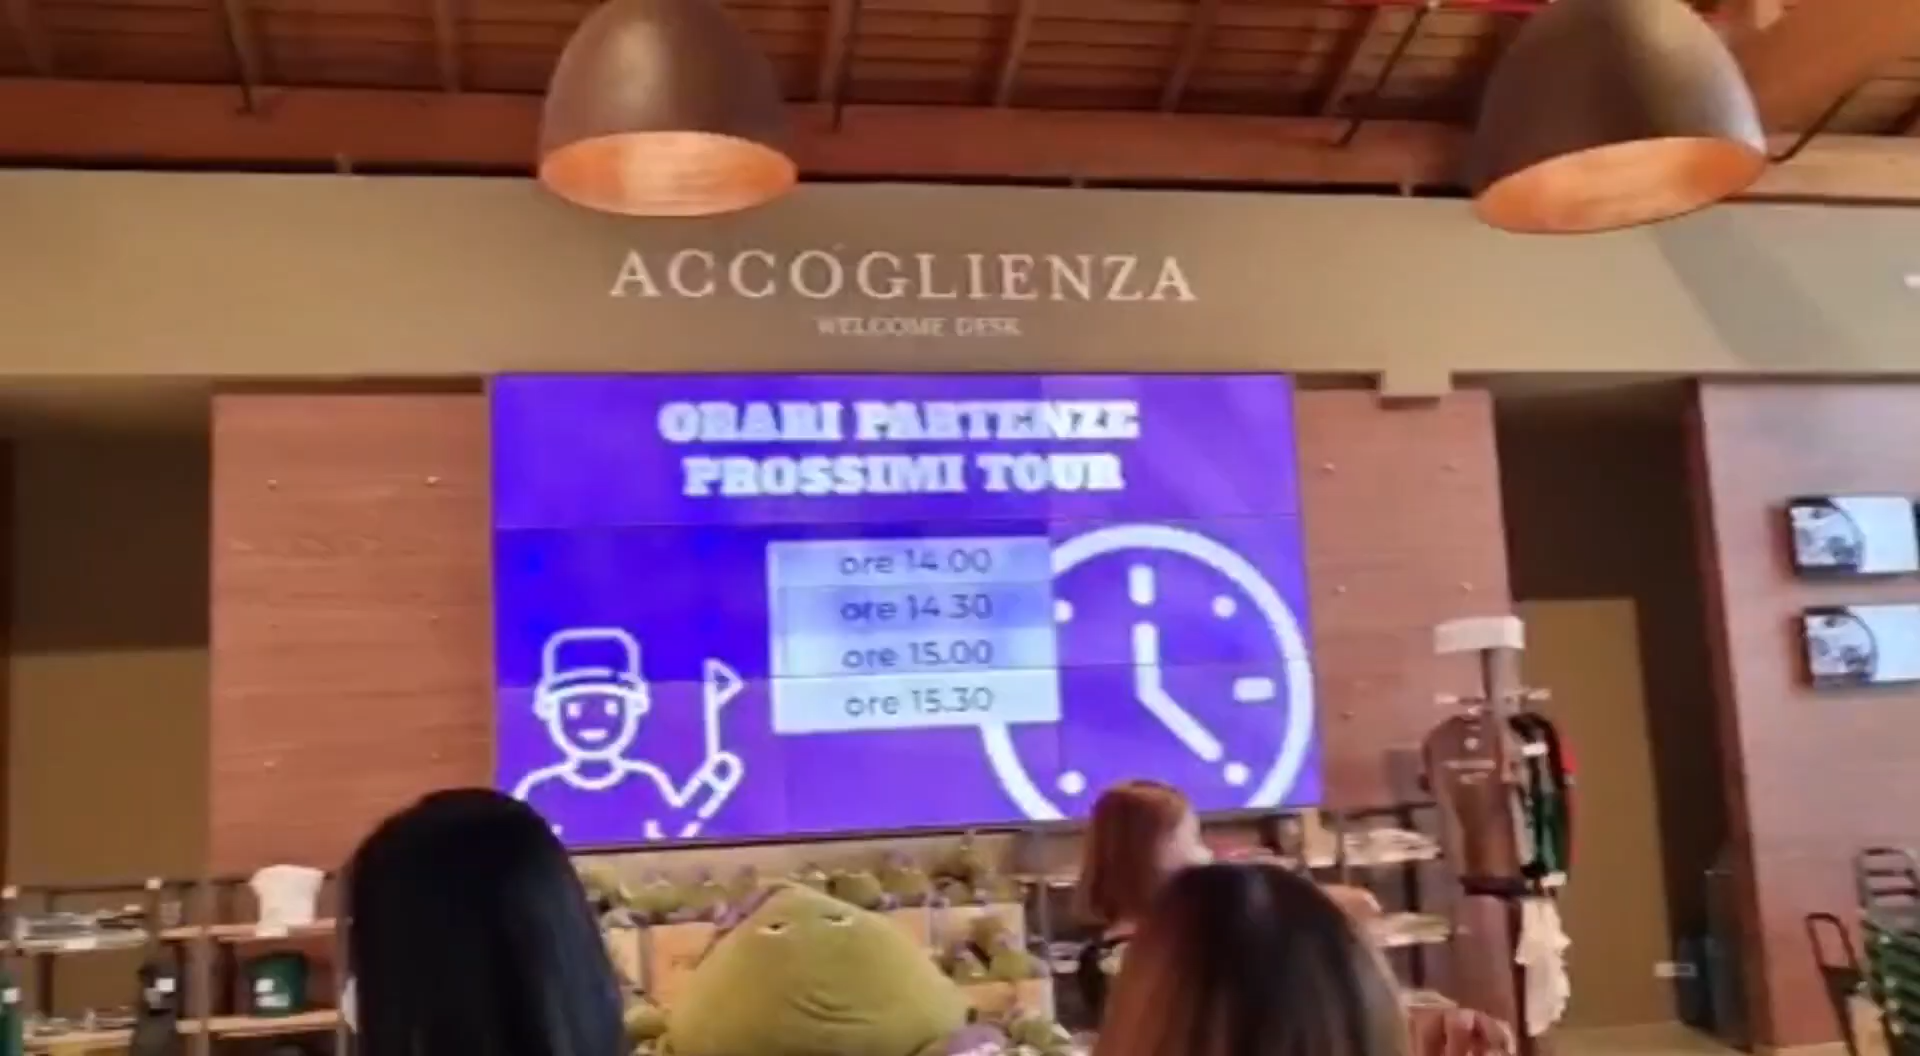 ACCOGLIENZA
WELCOME DESK
ORARI PARTENZE
PROSSIMI TOUR
ore 14.00
ore 14.30
ore 15.00
ore 15.30